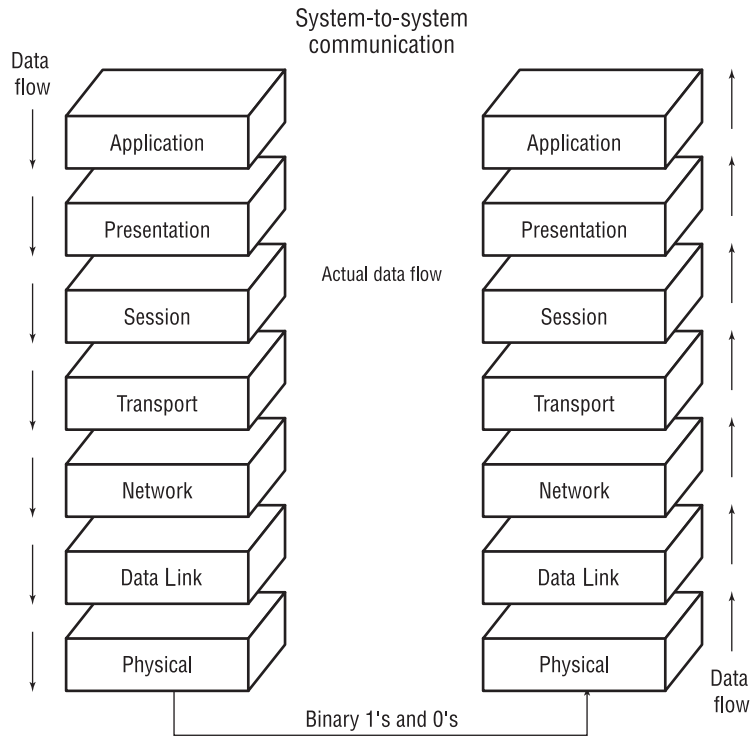 System-to-system
communication
Data
flow
Application
Application
Presentation
Presentation
Actual data flow
Session
Session
Transport
Transport
Network
Network
Data Link
Data Link
Physical
Physical
Data
flow
Binary 1's and 0's